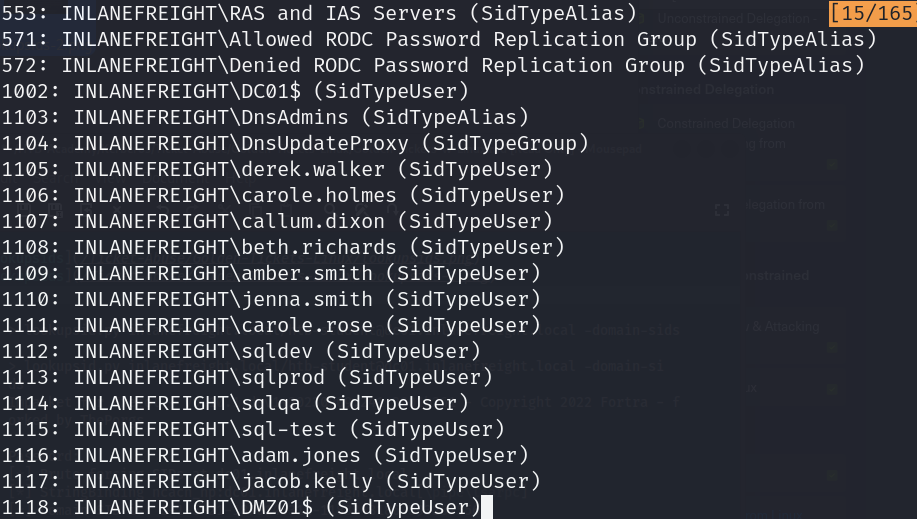 553: INLANEFREIGHT\RAS and IAS Servers (SidTypeAlias)
[15/165
571: INLANEFREIGHT\Allowed RODC Password Replication Group (SidTypeAlias)
572: INLANEFREIGHT\Denied RODC Password Replication Group (SidTypeAlias)
1002: INLANEFREIGHT\DC01$ (SidTypeUser)
1103: INLANEFREIGHT\DnsAdmins (SidTypeAlias)
1104: INLANEFREIGHT\DnsUpdateProxy (SidTypeGroup)
1105: INLANEFREIGHT\derek.walker (SidTypeUser)
1106: INLANEFREIGHT\carole.holmes (SidTypeUser)
1107: INLANEFREIGHT\callum.dixon (SidTypeUser)
1108: INLANEFREIGHT\beth.richards (SidTypeUser)
1109: INLANEFREIGHT\amber.smith (SidTypeUser)
1110: INLANEFREIGHT\jenna.smith (SidTypeUser)
1111: INLANEFREIGHT\carole.rose (SidTypeUser)
1112: INLANEFREIGHT\sqldev (SidTypeUser)
1113: INLANEFREIGHT\sqlprod (SidTypeUser)
1114: INLANEFREIGHT\sqlqa (SidTypeUser)
1115: INLANEFREIGHT\sql-test (SidTypeUser)
1116: INLANEFREIGHT\adam.jones (SidTypeUser)
1117: INLANEFREIGHT\jacob.kelly (SidTypeUser)
1118: INLANEFREIGHT\DMZ01$ (SidTypeUser)
Unconstrained Delegation
Constrained Delegation